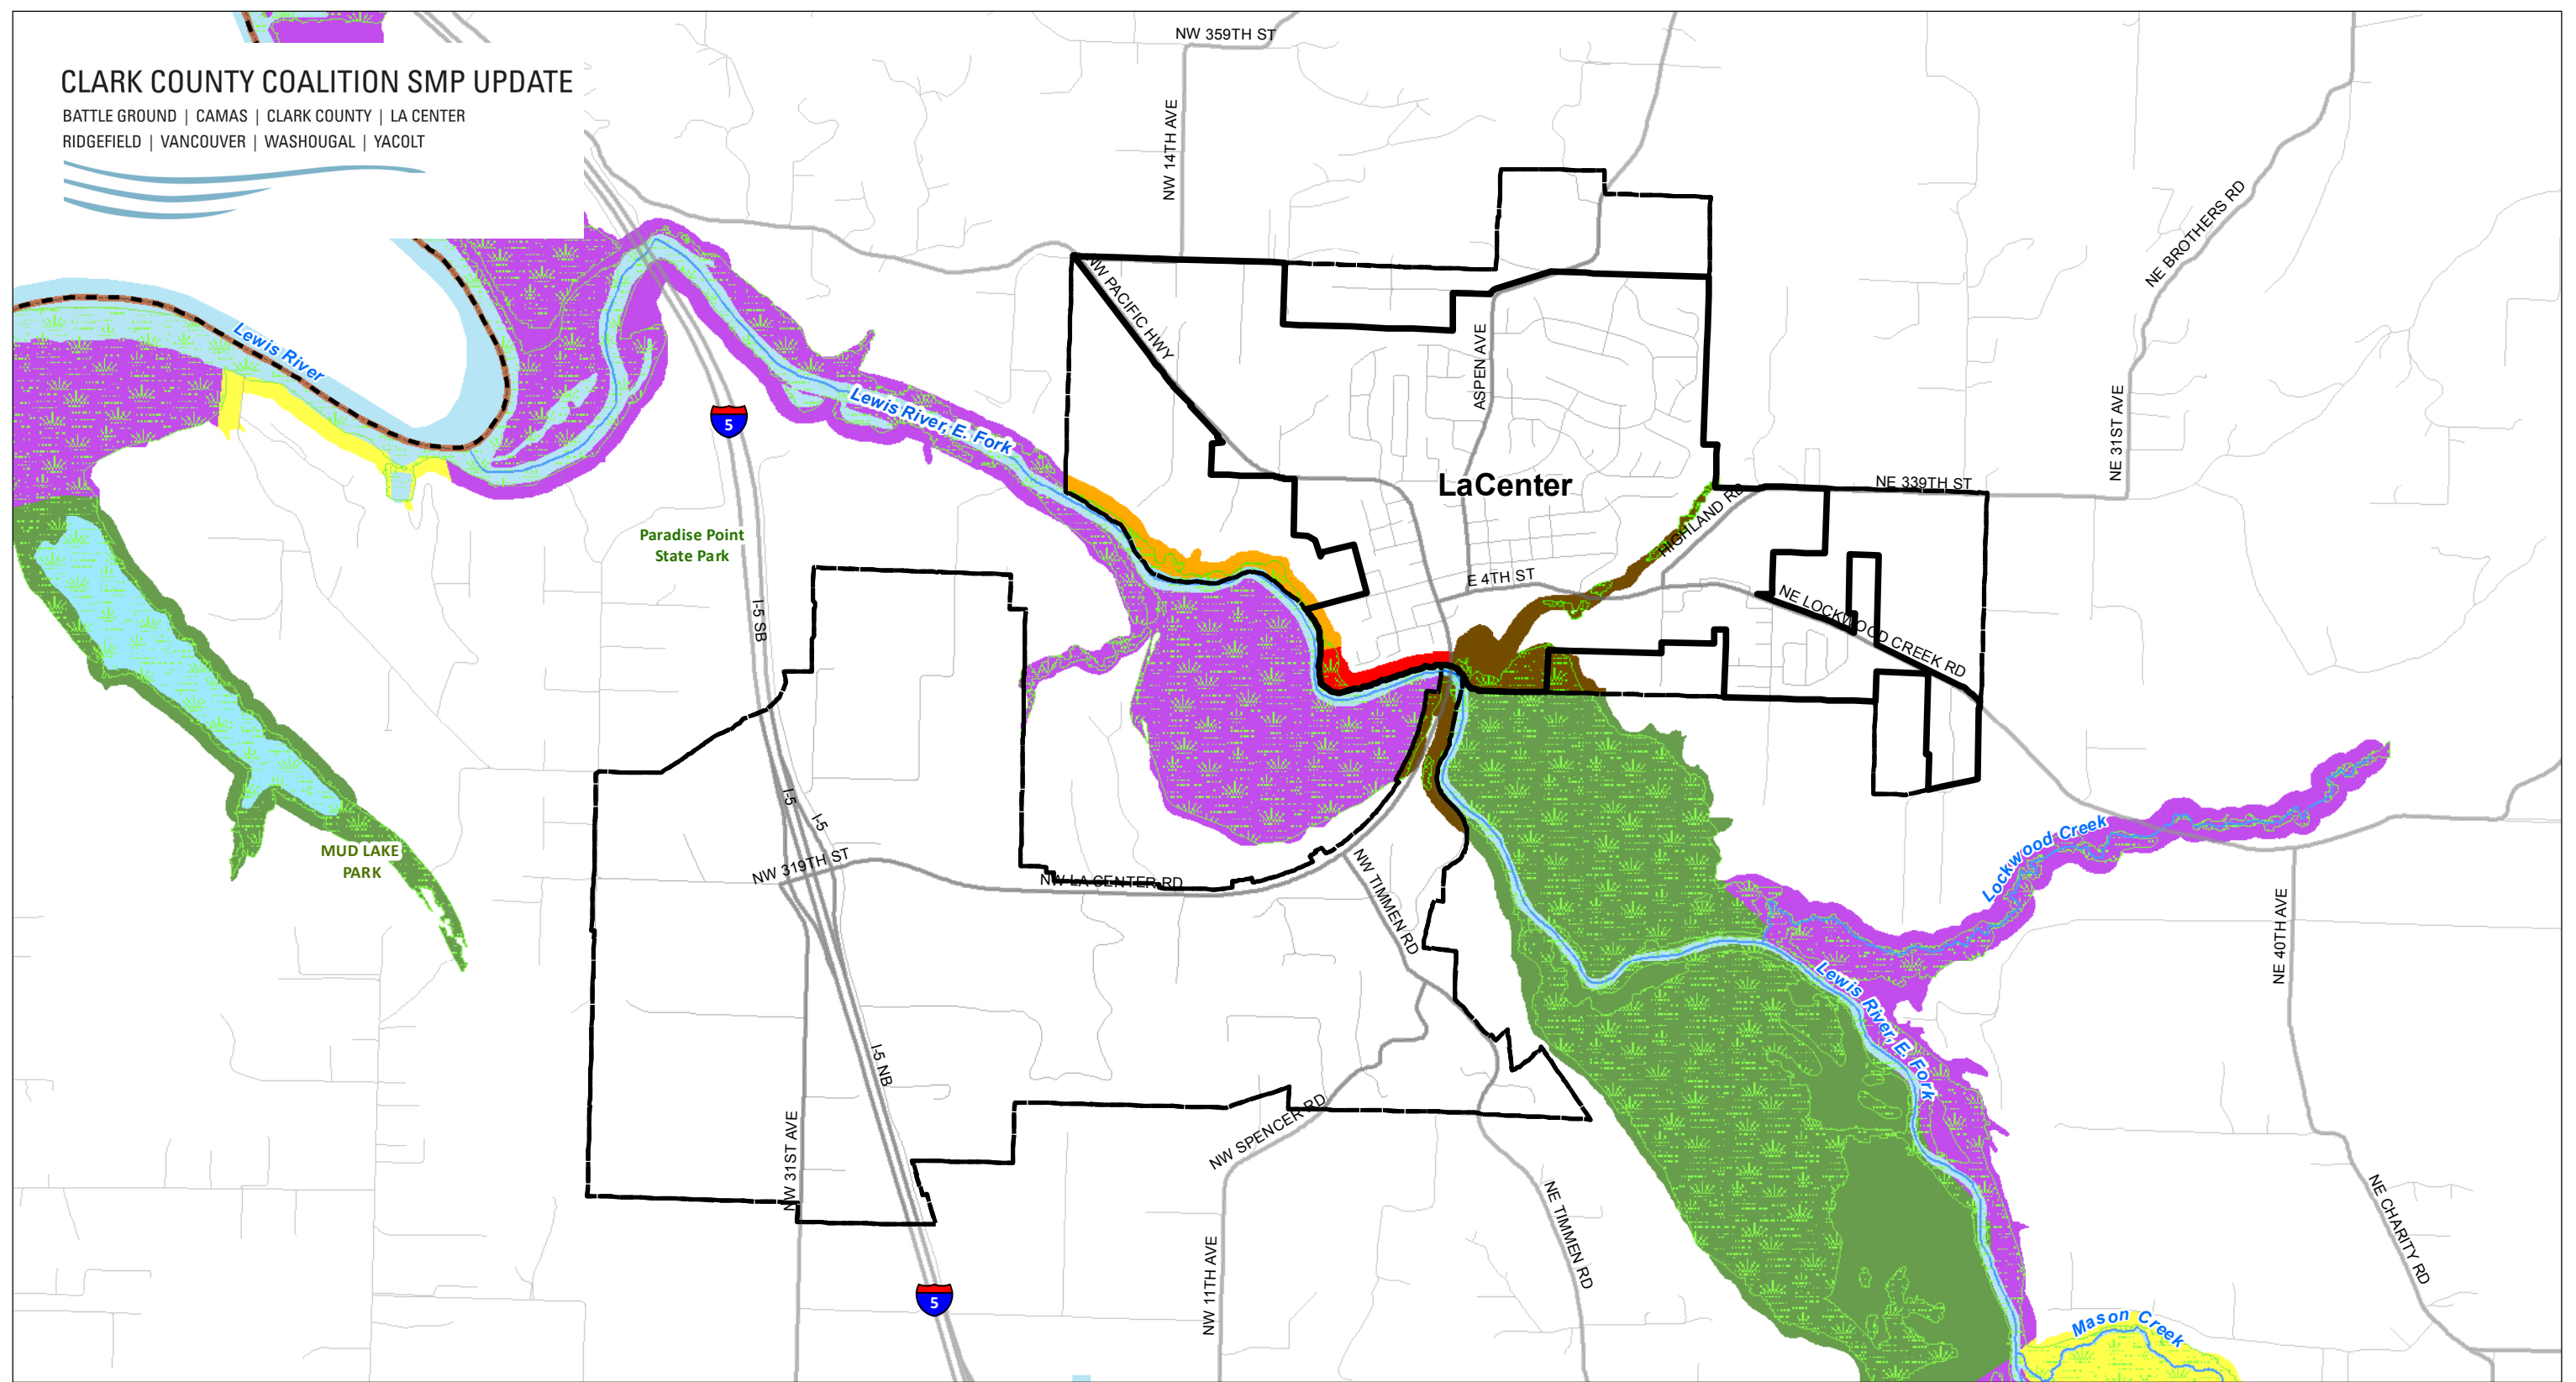 CLARK COUNTY COALITION SMP UPDATE
BATTLE GROUND | CAMAS | CLARK COUNTY | LA CENTER
RIDGEFIELD | VANCOUVER | WASHOUGAL | YACOLT
NW 359TH ST
NW 14TH AVE
NE BROTHERS RD
NW PACIFIC HWY
Lewis River
ASPEN AVE
Lewis River, E. Fork
5
NE 31ST AVE
LaCenter
NE 339TH ST
HIGHLAND RD
Paradise Point
State Park
E 4TH ST
I-5 SB
NE LOCKWOOD CREEK RD
I-5
I-5
MUD LAKE
PARK
NW 319TH ST
NW LA CENTER RD
NW TIMMEN RD
Lockwood Creek
NE 40TH AVE
Lewis River, E. Fork
I-5 NB
NW 31ST AVE
NW SPENCER RD
NE TIMMEN RD
NE CHARITY RD
NW 11TH AVE
5
Mason Creek